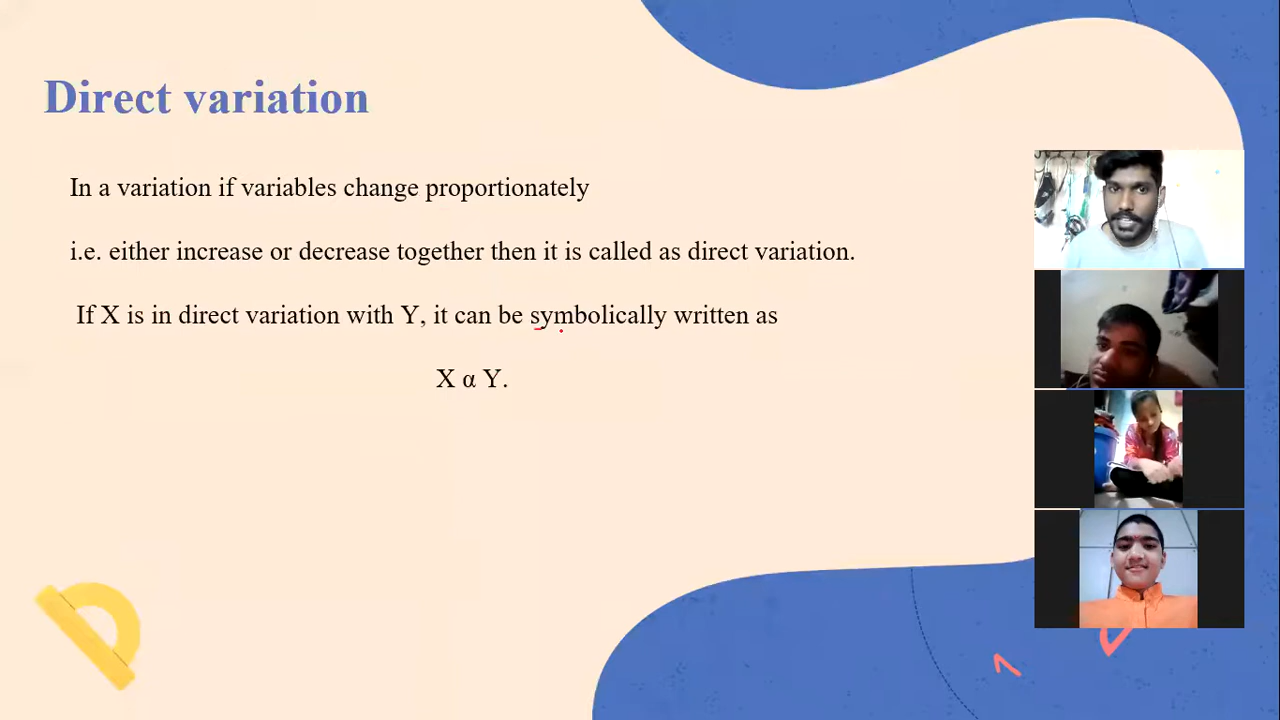 Direct variation
In a variation if variables change proportionately
i.e. either increase or decrease together then it is called as direct variation.
If X is in direct variation with Y, it can be symbolically written as
X α Y.